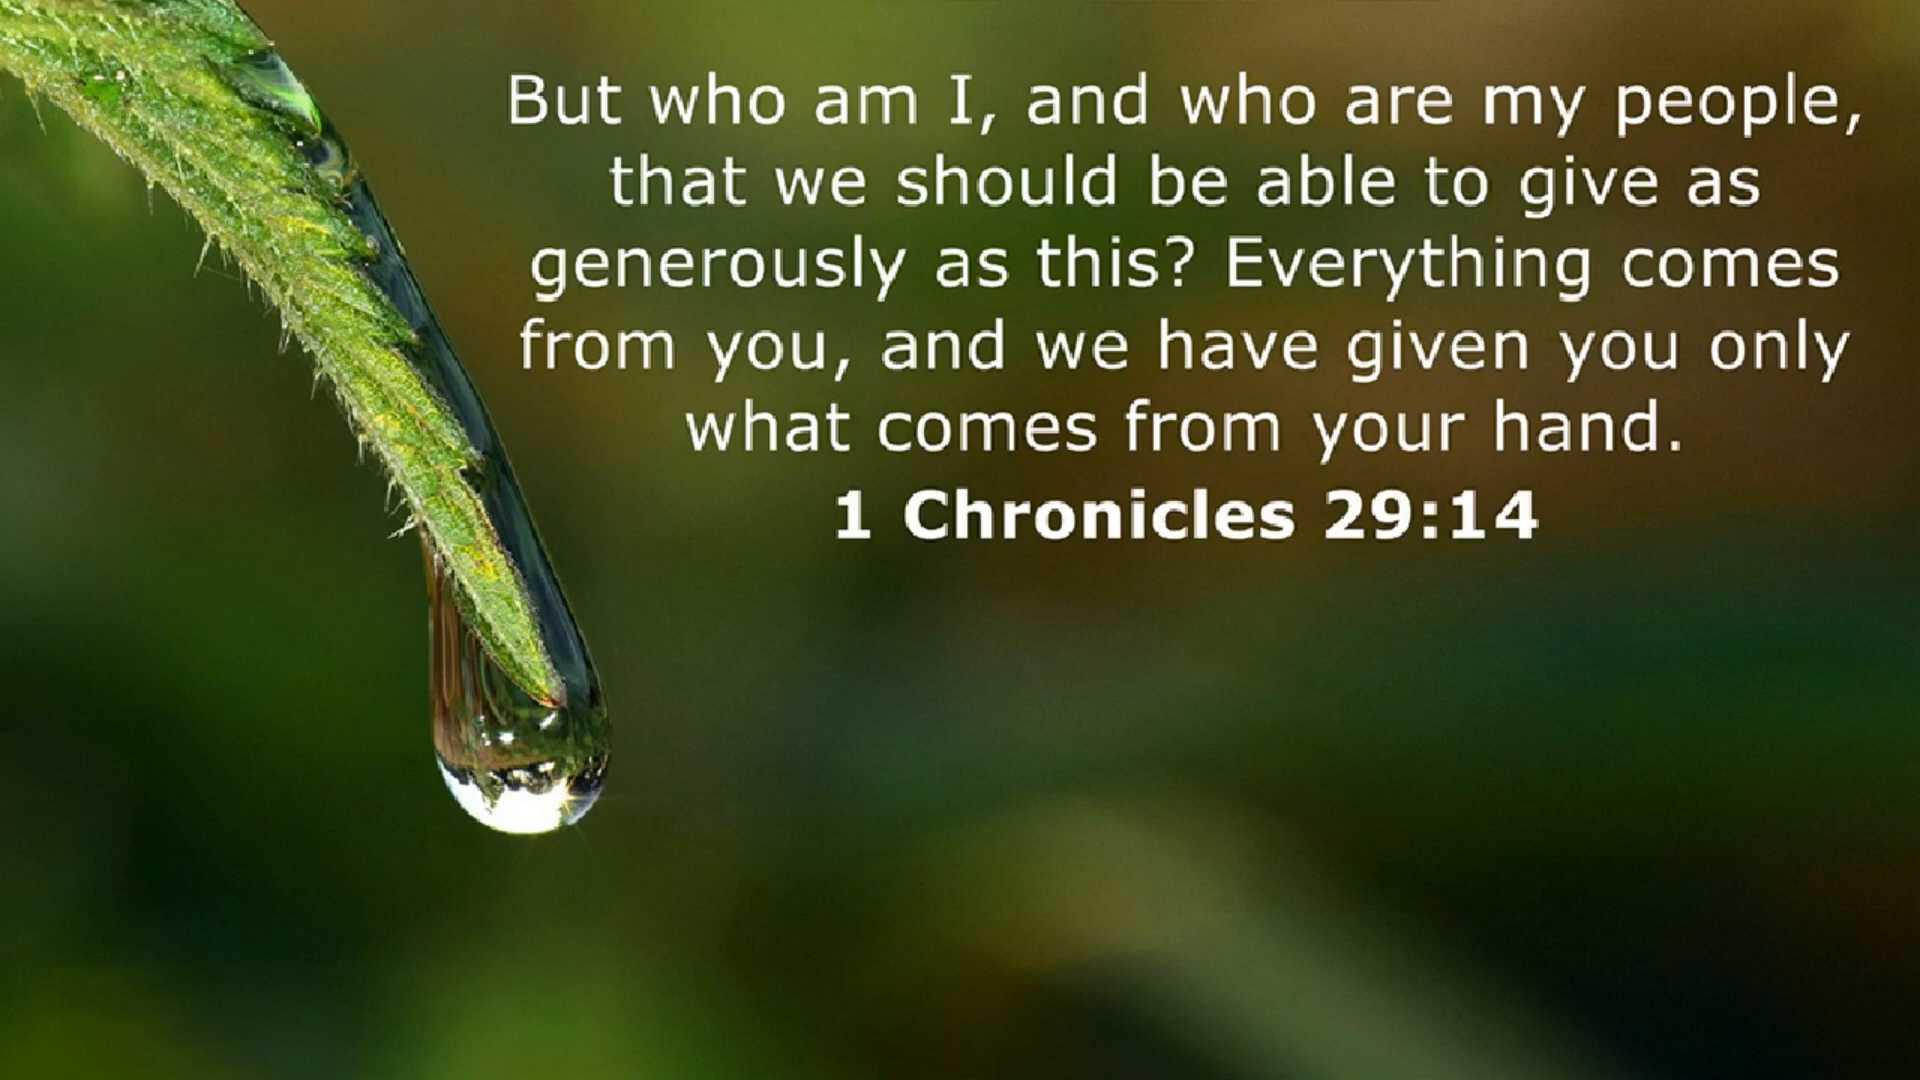 But who am I, and who are my people,
that we should be able to give as
generously as this? Everything comes
from you, and we have given you only
what comes from your hand.
1 Chronicles 29:14